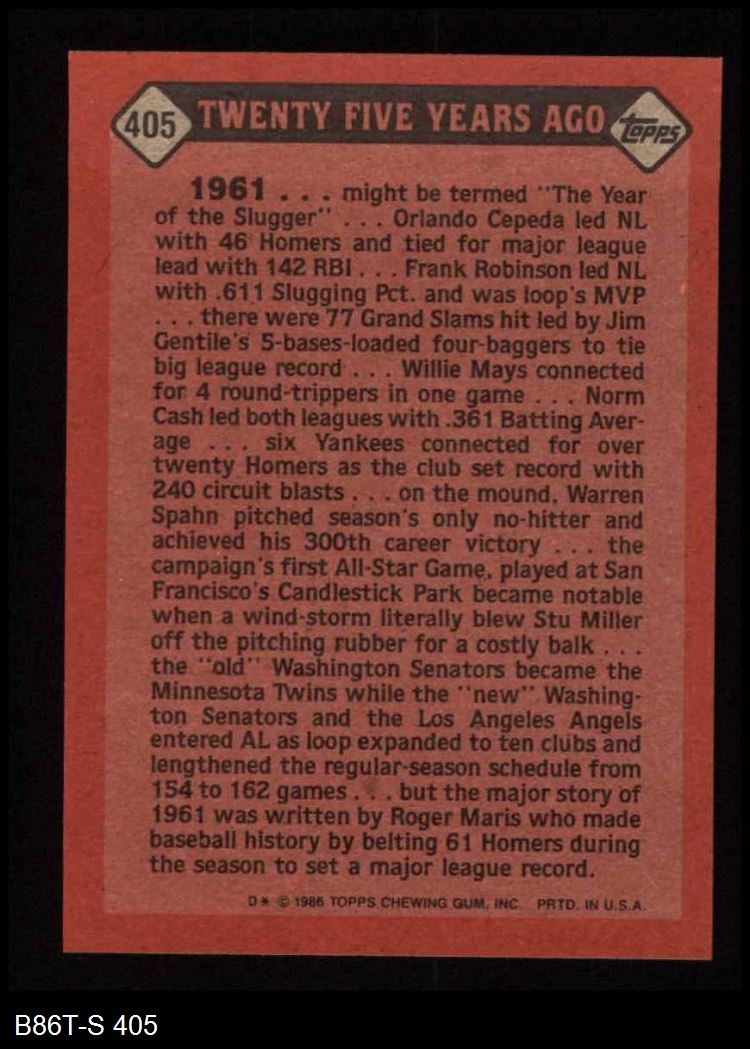 405 TWENTY FIVE YEARS AGO topps
1961 . . . might be termed "The Year
of the Slugger" . . . Orlando Cepeda led NL
with 46 Homers and tied for major league
lead with 142 RBI . . . Frank Robinson led NL
with .611 Slugging Pct. and was loop's MVP
. . . there were 77 Grand Slams hit led by Jim
Gentile's 5-bases-loaded four-baggers to tie
big league record . . . Willie Mays connected
for 4 round-trippers in one game . . . Norm
Cash led both leagues with .361 Batting Aver-
age . . . six Yankees connected for over
twenty Homers as the club set record with
240 circuit blasts . . . on the mound, Warren
Spahn pitched season's only no-hitter and
achieved his 300th career victory . . . the
campaign's first All-Star Game, played at San
Francisco's Candlestick Park became notable
when a wind-storm literally blew Stu Miller
off the pitching rubber for a costly balk . . .
the "old" Washington Senators became the
Minnesota Twins while the "new" Washing-
ton Senators and the Los Angeles Angels
entered AL as loop expanded to ten clubs and
lengthened the regular-season schedule from
154 to 162 games . . . but the major story of
1961 was written by Roger Maris who made
baseball history by belting 61 Homers during
the season to set a major league record.
D* © 1986 TOPPS CHEWING GUM, INC. PRTD. IN U.S.A.
B86T-S 405